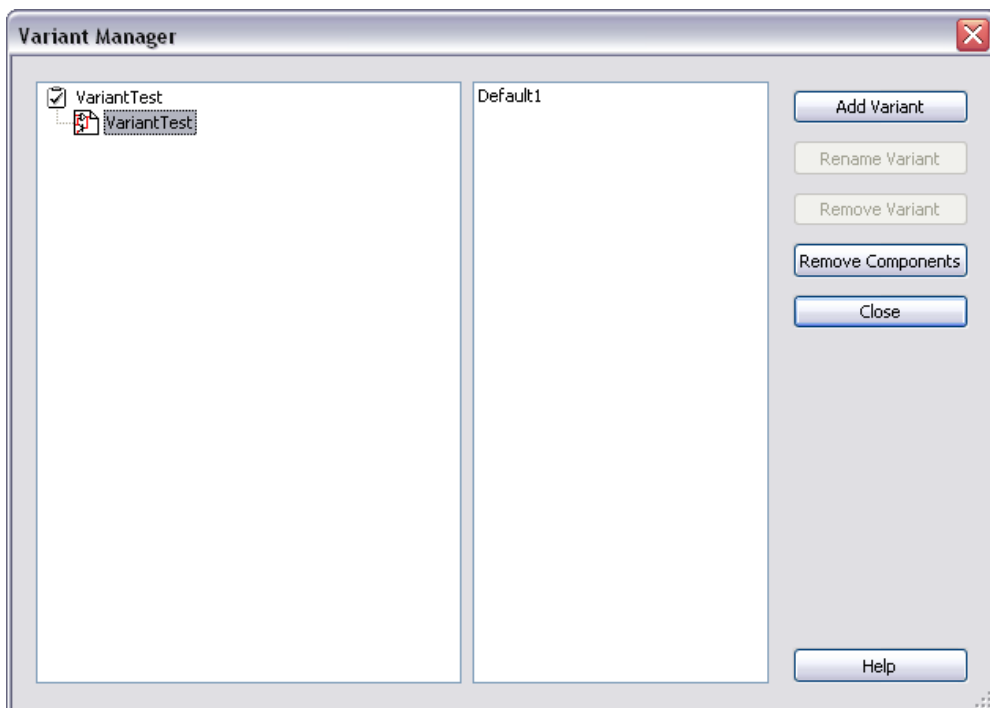 Variant Manager
VariantTest
VariantTest
Default1
Add Variant
Rename Variant
Remove Variant
Remove Components
Close
Help